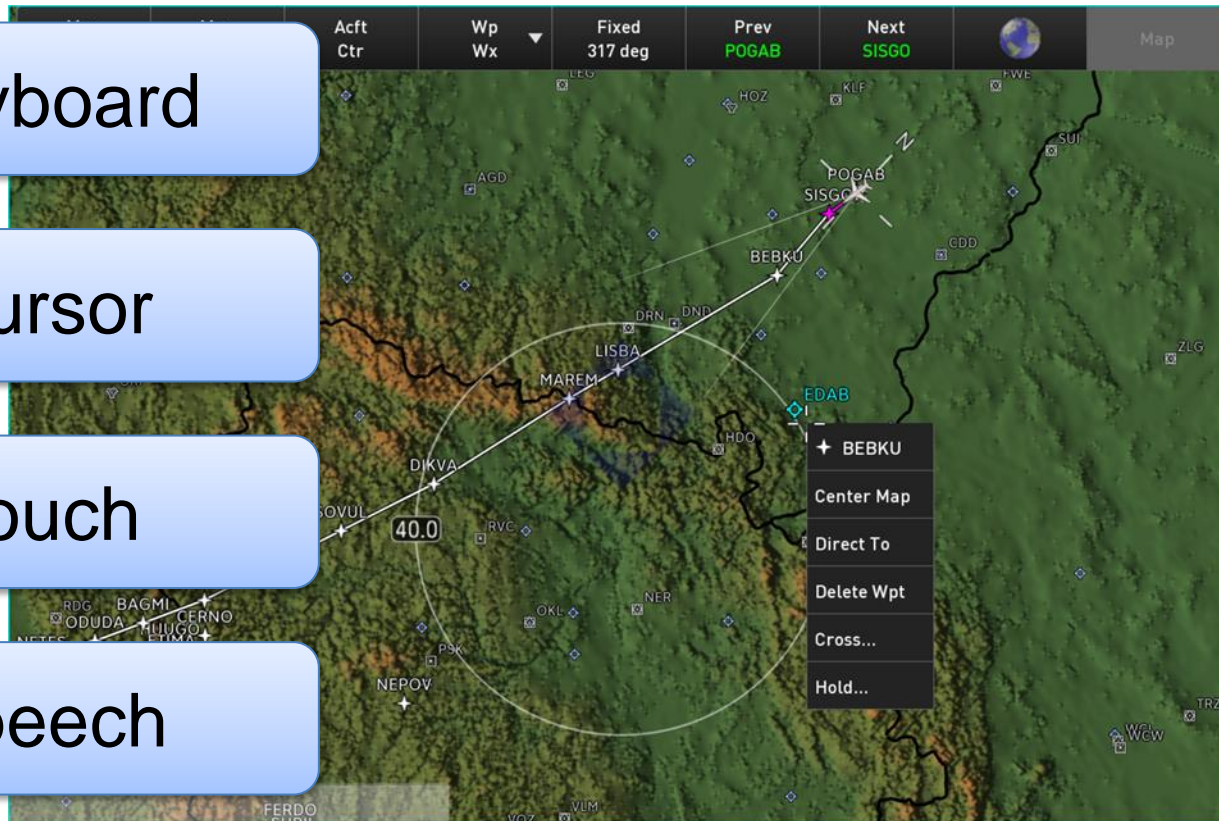 Acft
Ctr
Wp
Wx
Fixed
317 deg
Prev
POGAB
Next
SISGO
Map
yboard
ursor
ouch
peech
LEG
HOZ
KLF
FWE
SUI
AGD
N
POGAB
SISGO
CDD
BEBKU
DRN
DND
LISBA
ZLG
MAREM
EDAB
HDO
BEBKU
Center Map
Direct To
Delete Wpt
Cross...
Hold...
DIKVA
SOVUL
40.0
RVC
RDG
BAGMI
ODUDA
CERNO
HUUGO
OKL
NER
PSK
NEPOV
TRZ
WCW
FERDO
VLM
VOZ